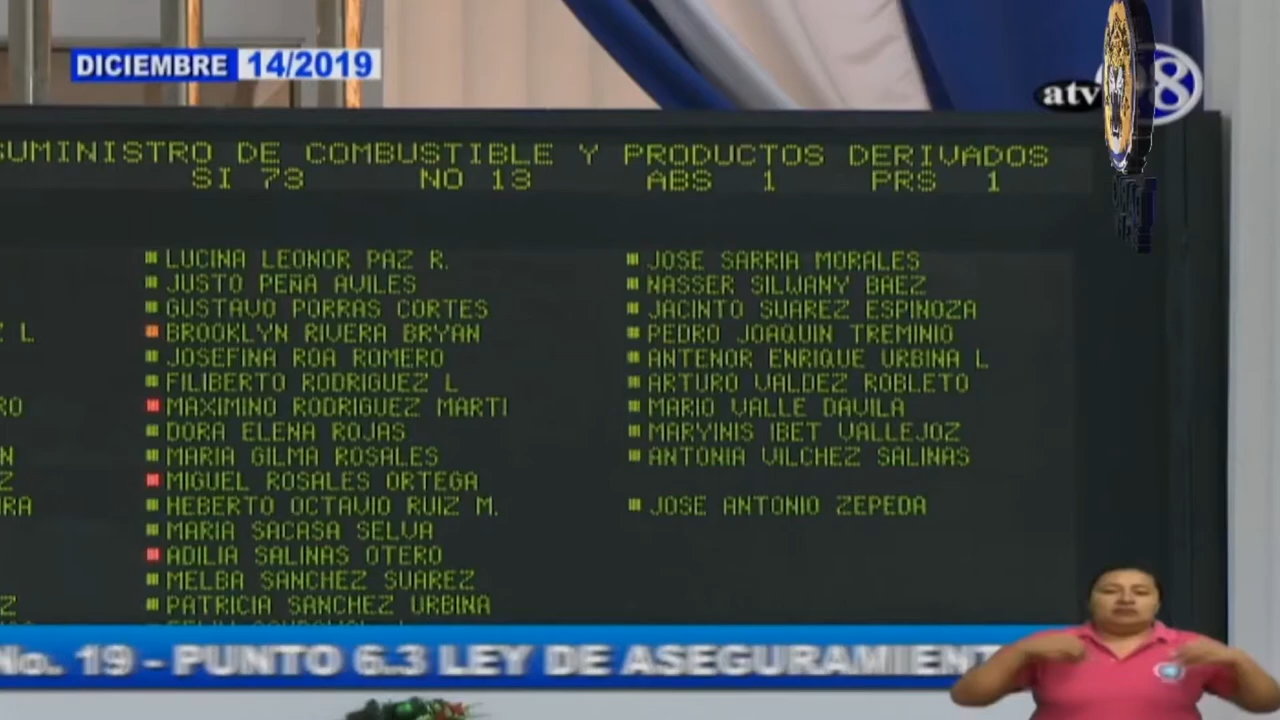 DICIEMBRE 14/2019
atv 8
SUMINISTRO DE COMBUSTIBLE Y PRODUCTOS DERIVADOS
SI 73 NO 13 ABS 1 PRS 1
LUCINA LEONOR PAZ R.
JUSTO PEÑA AVILES
GUSTAVO PORRAS CORTES
BROOKLYN RIVERA BRYAN
JOSEFINA ROA ROMERO
FILIBERTO RODRIGUEZ L
MAXIMINO RODRIGUEZ MARTI
DORA ELENA ROJAS
MARIA GILMA ROSALES
MIGUEL ROSALES ORTEGA
HEBERTO OCTAVIO RUIZ M.
MARIA SACASA SELVA
ADILIA SALINAS OTERO
MELBA SANCHEZ SUAREZ
PATRICIA SANCHEZ URBINA
JOSE SARRIA MORALES
NASSER SILWANY BAEZ
JACINTO SUAREZ ESPINOZA
PEDRO JOAQUIN TREMINIO
ANTENOR ENRIQUE URBINA L
ARTURO VALDEZ ROBLETO
MARIO VALLE DAVILA
MARYINIS IBET VALLEJOZ
ANTONIA VILCHEZ SALINAS
JOSE ANTONIO ZEPEDA
No. 19 - PUNTO 6.3 LEY DE ASEGURAMIENT